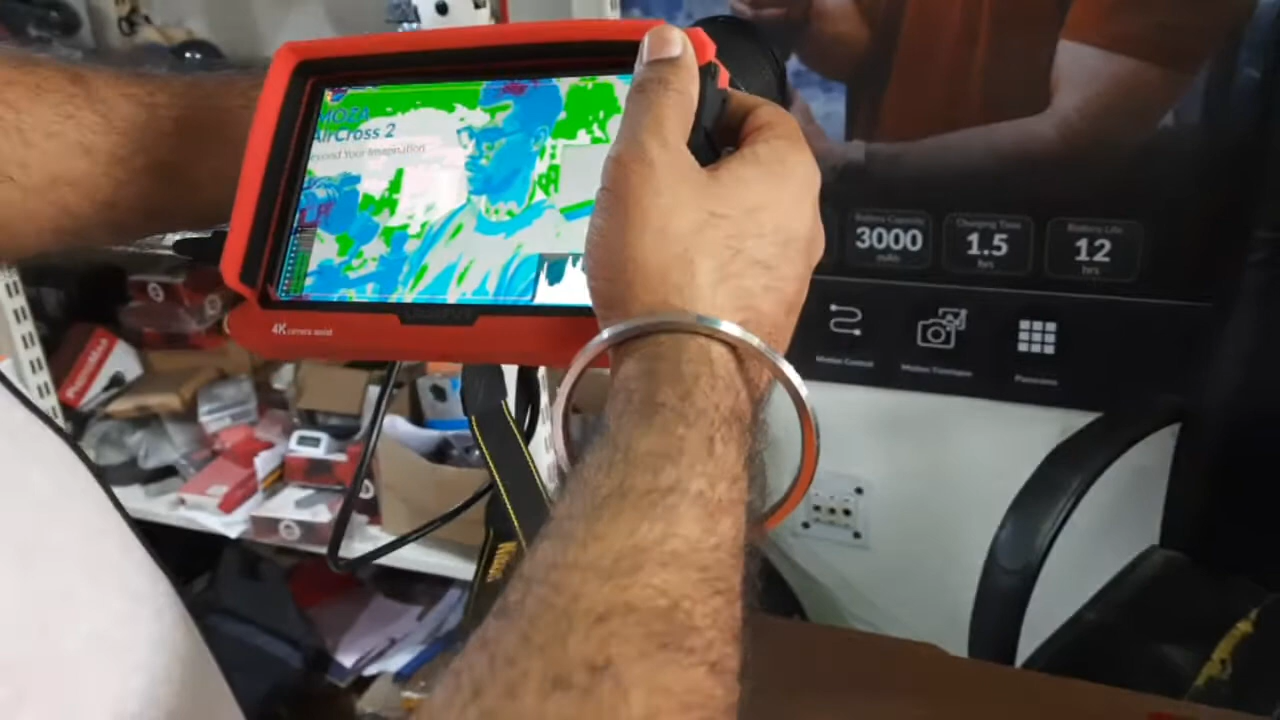 MOZA
AirCross 2
Beyond Your Imagination
4K camera assist
Battery Capacity
3000
mAh
Charging Time
1.5
hrs
Battery Life
12
hrs
Motion Control
Motion Timelapse
Panorama
Nikon